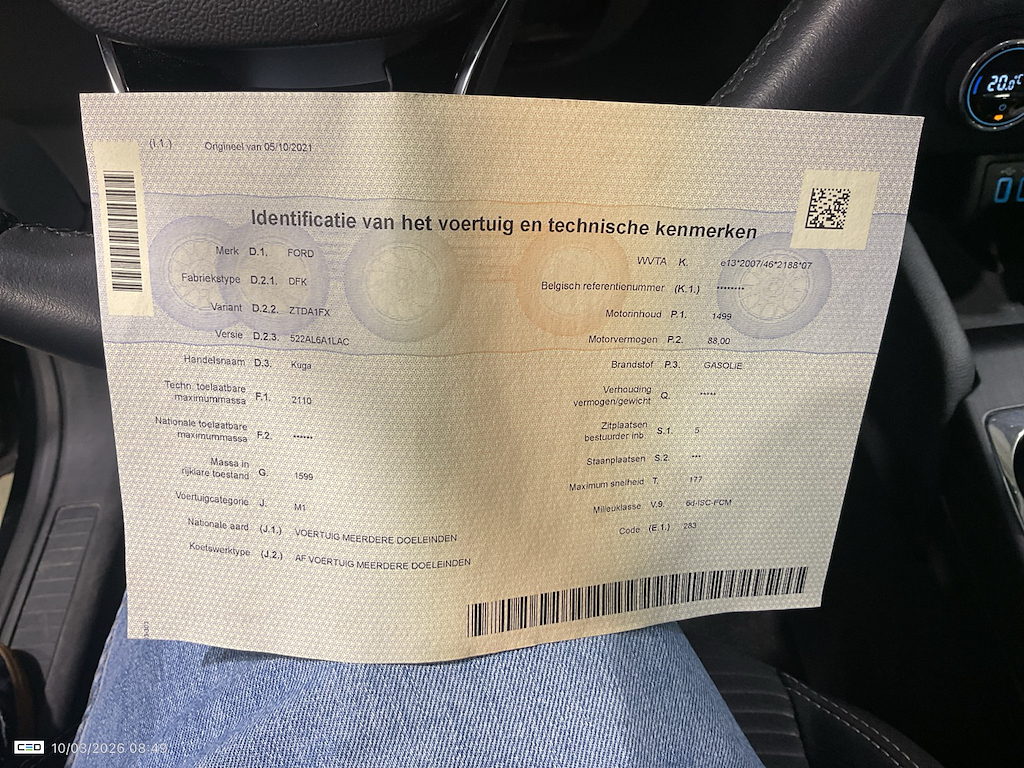 20.0°C
(I.1.) Origineel van 05/10/2021
Identificatie van het voertuig en technische kenmerken
Merk D.1. FORD
Fabriekstype D.2.1. DFK
Variant D.2.2. ZTDA1FX
Versie D.2.3. 522AL6A1LAC
Handelsnaam D.3. Kuga
Techn. toelaatbare
maximummassa F.1. 2110
Nationale toelaatbare
maximummassa F.2. ••••••
Massa in
rijklare toestand G. 1599
Voertuigcategorie J. M1
Nationale aard (J.1.) VOERTUIG MEERDERE DOELEINDEN
Koetswerktype (J.2.) AF VOERTUIG MEERDERE DOELEINDEN
WVTA K. e13*2007/46*2188*07
Belgisch referentienummer (K.1.) ••••••••
Motorinhoud P.1. 1499
Motorvermogen P.2. 88,00
Brandstof P.3. GASOLIE
Verhouding
vermogen/gewicht Q. •••••
Zitplaatsen
bestuurder inb. S.1. 5
Staanplaatsen S.2. •••
Maximum snelheid T. 177
Milieuklasse V.9. 6d-ISC-FCM
Code (E.1.) 283
CEO 10/03/2026 08:49